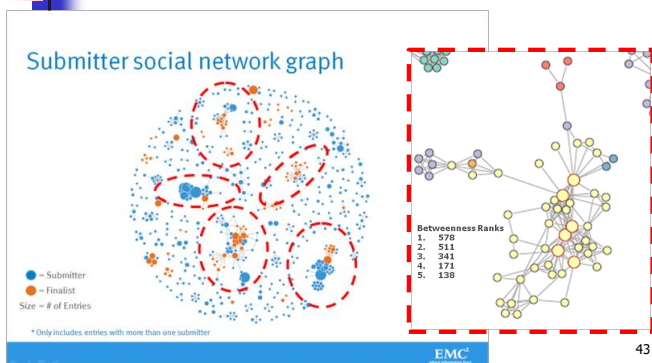 Submitter social network graph
= Submitter
= Finalist
Size = # of Entries
* Only includes entries with more than one submitter
EMC²
Betweenness Ranks
1. 578
2. 511
3. 341
4. 171
5. 138
43